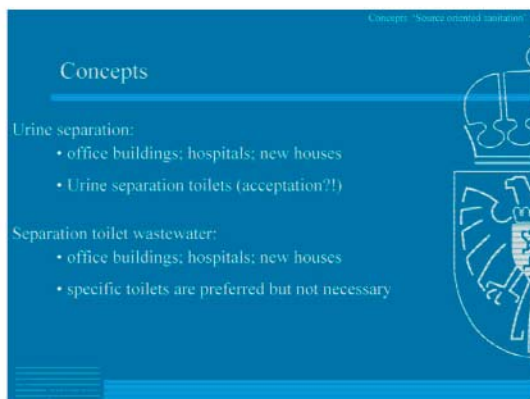 Concepts 'Source oriented sanitation'
Concepts
Urine separation:
• office buildings; hospitals; new houses
• Urine separation toilets (acceptation?!)
Separation toilet wastewater:
• office buildings; hospitals; new houses
• specific toilets are preferred but not necessary